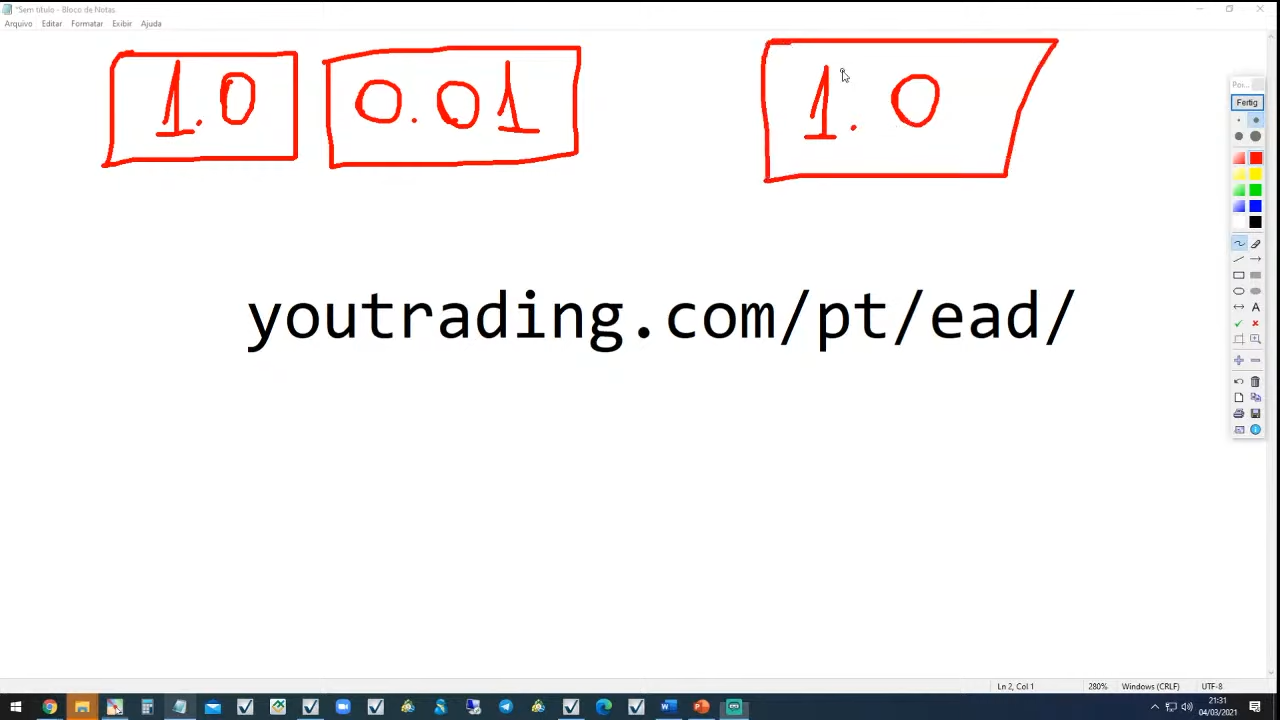 *Sem título - Bloco de Notas
Arquivo Editar Formatar Exibir Ajuda
1.0 0.01 1.0
Fertig
youtrading.com/pt/ead/
Ln 2, Col 1 280% Windows (CRLF) UTF-8
21:31
04/03/2021